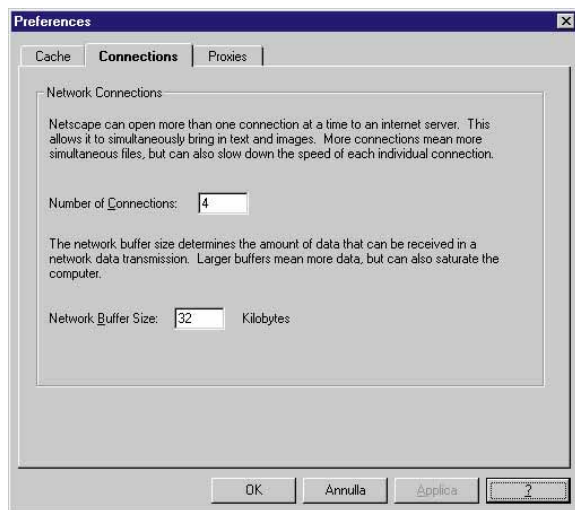 Preferences
Cache Connections Proxies
Network Connections
Netscape can open more than one connection at a time to an internet server. This
allows it to simultaneously bring in text and images. More connections mean more
simultaneous files, but can also slow down the speed of each individual connection.
Number of Connections: 4
The network buffer size determines the amount of data that can be received in a
network data transmission. Larger buffers mean more data, but can also saturate the
computer.
Network Buffer Size: 32 Kilobytes
OK Annulla Applica ?